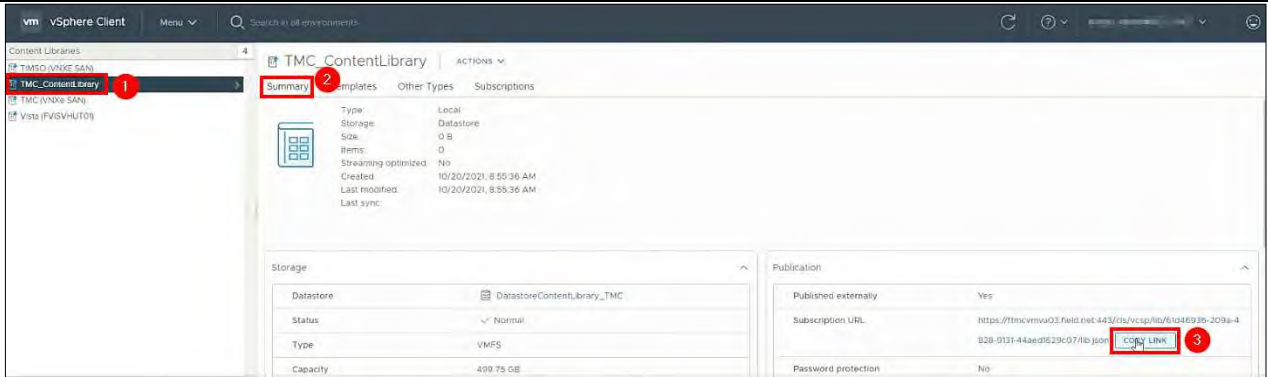 vm vSphere Client Menu Search in all environments
Content Libraries 4
TIMSO (VNXE SAN)
TMC_ContentLibrary 1
TMC (VNXe SAN)
Vista (FVISVHUT01)
TMC_ContentLibrary ACTIONS
2
Summary Templates Other Types Subscriptions
Type: Local
Storage: Datastore
Size: 0 B
Items: 0
Streaming optimized: No
Created: 10/20/2021, 8:55:36 AM
Last modified: 10/20/2021, 8:55:36 AM
Last sync:
Storage
Datastore DatastoreContentLibrary_TMC
Status Normal
Type VMFS
Capacity 499.75 GB
Publication
Published externally Yes
Subscription URL https://ftmcvmva03.field.net:443/cls/vcsp/lib/61d46936-209a-4
828-9131-44aed1629c07/lib.json COPY LINK 3
Password protection No